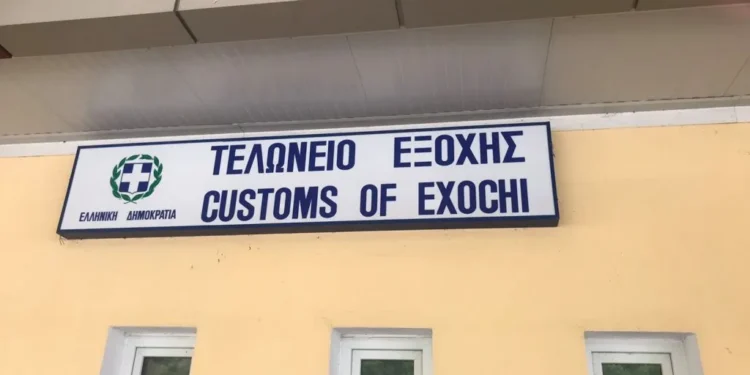 ΤΕΛΩΝΕΙΟ ΕΞΟΧΗΣ
CUSTOMS OF EXOCHI
ΕΛΛΗΝΙΚΗ ΔΗΜΟΚΡΑΤΙΑ